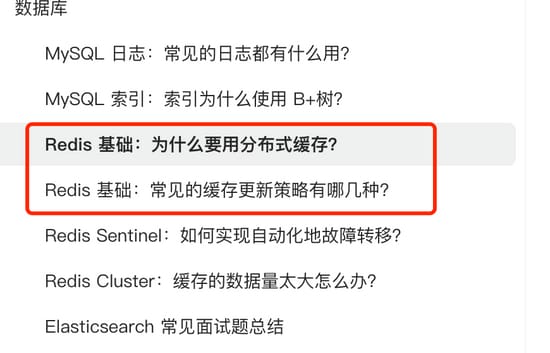 数据库
MySQL 日志：常见的日志都有什么用？
MySQL 索引：索引为什么使用 B+树？
Redis 基础：为什么要用分布式缓存？
Redis 基础：常见的缓存更新策略有哪几种？
Redis Sentinel：如何实现自动化地故障转移？
Redis Cluster：缓存的数据量太大怎么办？
Elasticsearch 常见面试题总结